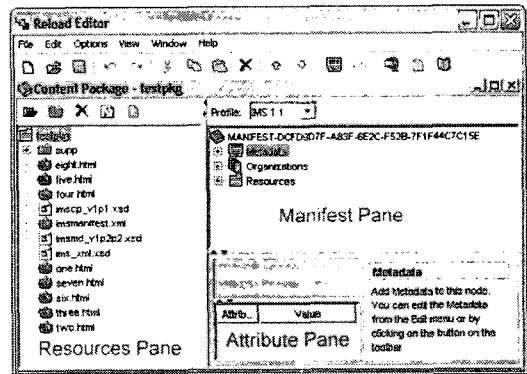 Reload Editor
File Edit Options View Window Help
Content Package - testpkg
Profile: IMS 1.1
testpkg
supp
eight.html
five.html
four.html
imscp_v1p1.xsd
imsmanifest.xml
imsmd_v1p2p2.xsd
ims_xml.xsd
one.html
seven.html
six.html
three.html
two.html
Resources Pane
MANIFEST-DCFD3D7F-A83F-6E2C-F52B-7F1F44C7C15E
Metadata
Organizations
Resources
Manifest Pane
Attrib.. Value
Attribute Pane
Metadata
Add Metadata to this node.
You can edit the Metadata
from the Edit menu or by
clicking on the button on the
toolbar